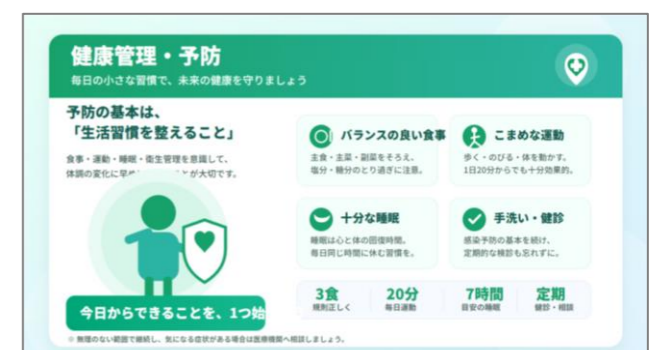 健康管理・予防
毎日の小さな習慣で、未来の健康を守りましょう
予防の基本は、
「生活習慣を整えること」
食事・運動・睡眠・衛生管理を意識して、
体調の変化に早め とが大切です。
今日からできることを、1つ始
バランスの良い食事
主食・主菜・副菜をそろえ、
塩分・糖分のとり過ぎに注意。
こまめな運動
歩く・のびる・体を動かす。
1日20分からでも十分効果的。
十分な睡眠
睡眠は心と体の回復時間。
毎日同じ時間に休む習慣を。
手洗い・健診
感染予防の基本を続け、
定期的な検診も忘れずに。
3食
規則正しく
20分
毎日運動
7時間
目安の睡眠
定期
健診・相談
☆ 無理のない範囲で継続し、気になる症状がある場合は医療機関へ相談しましょう。